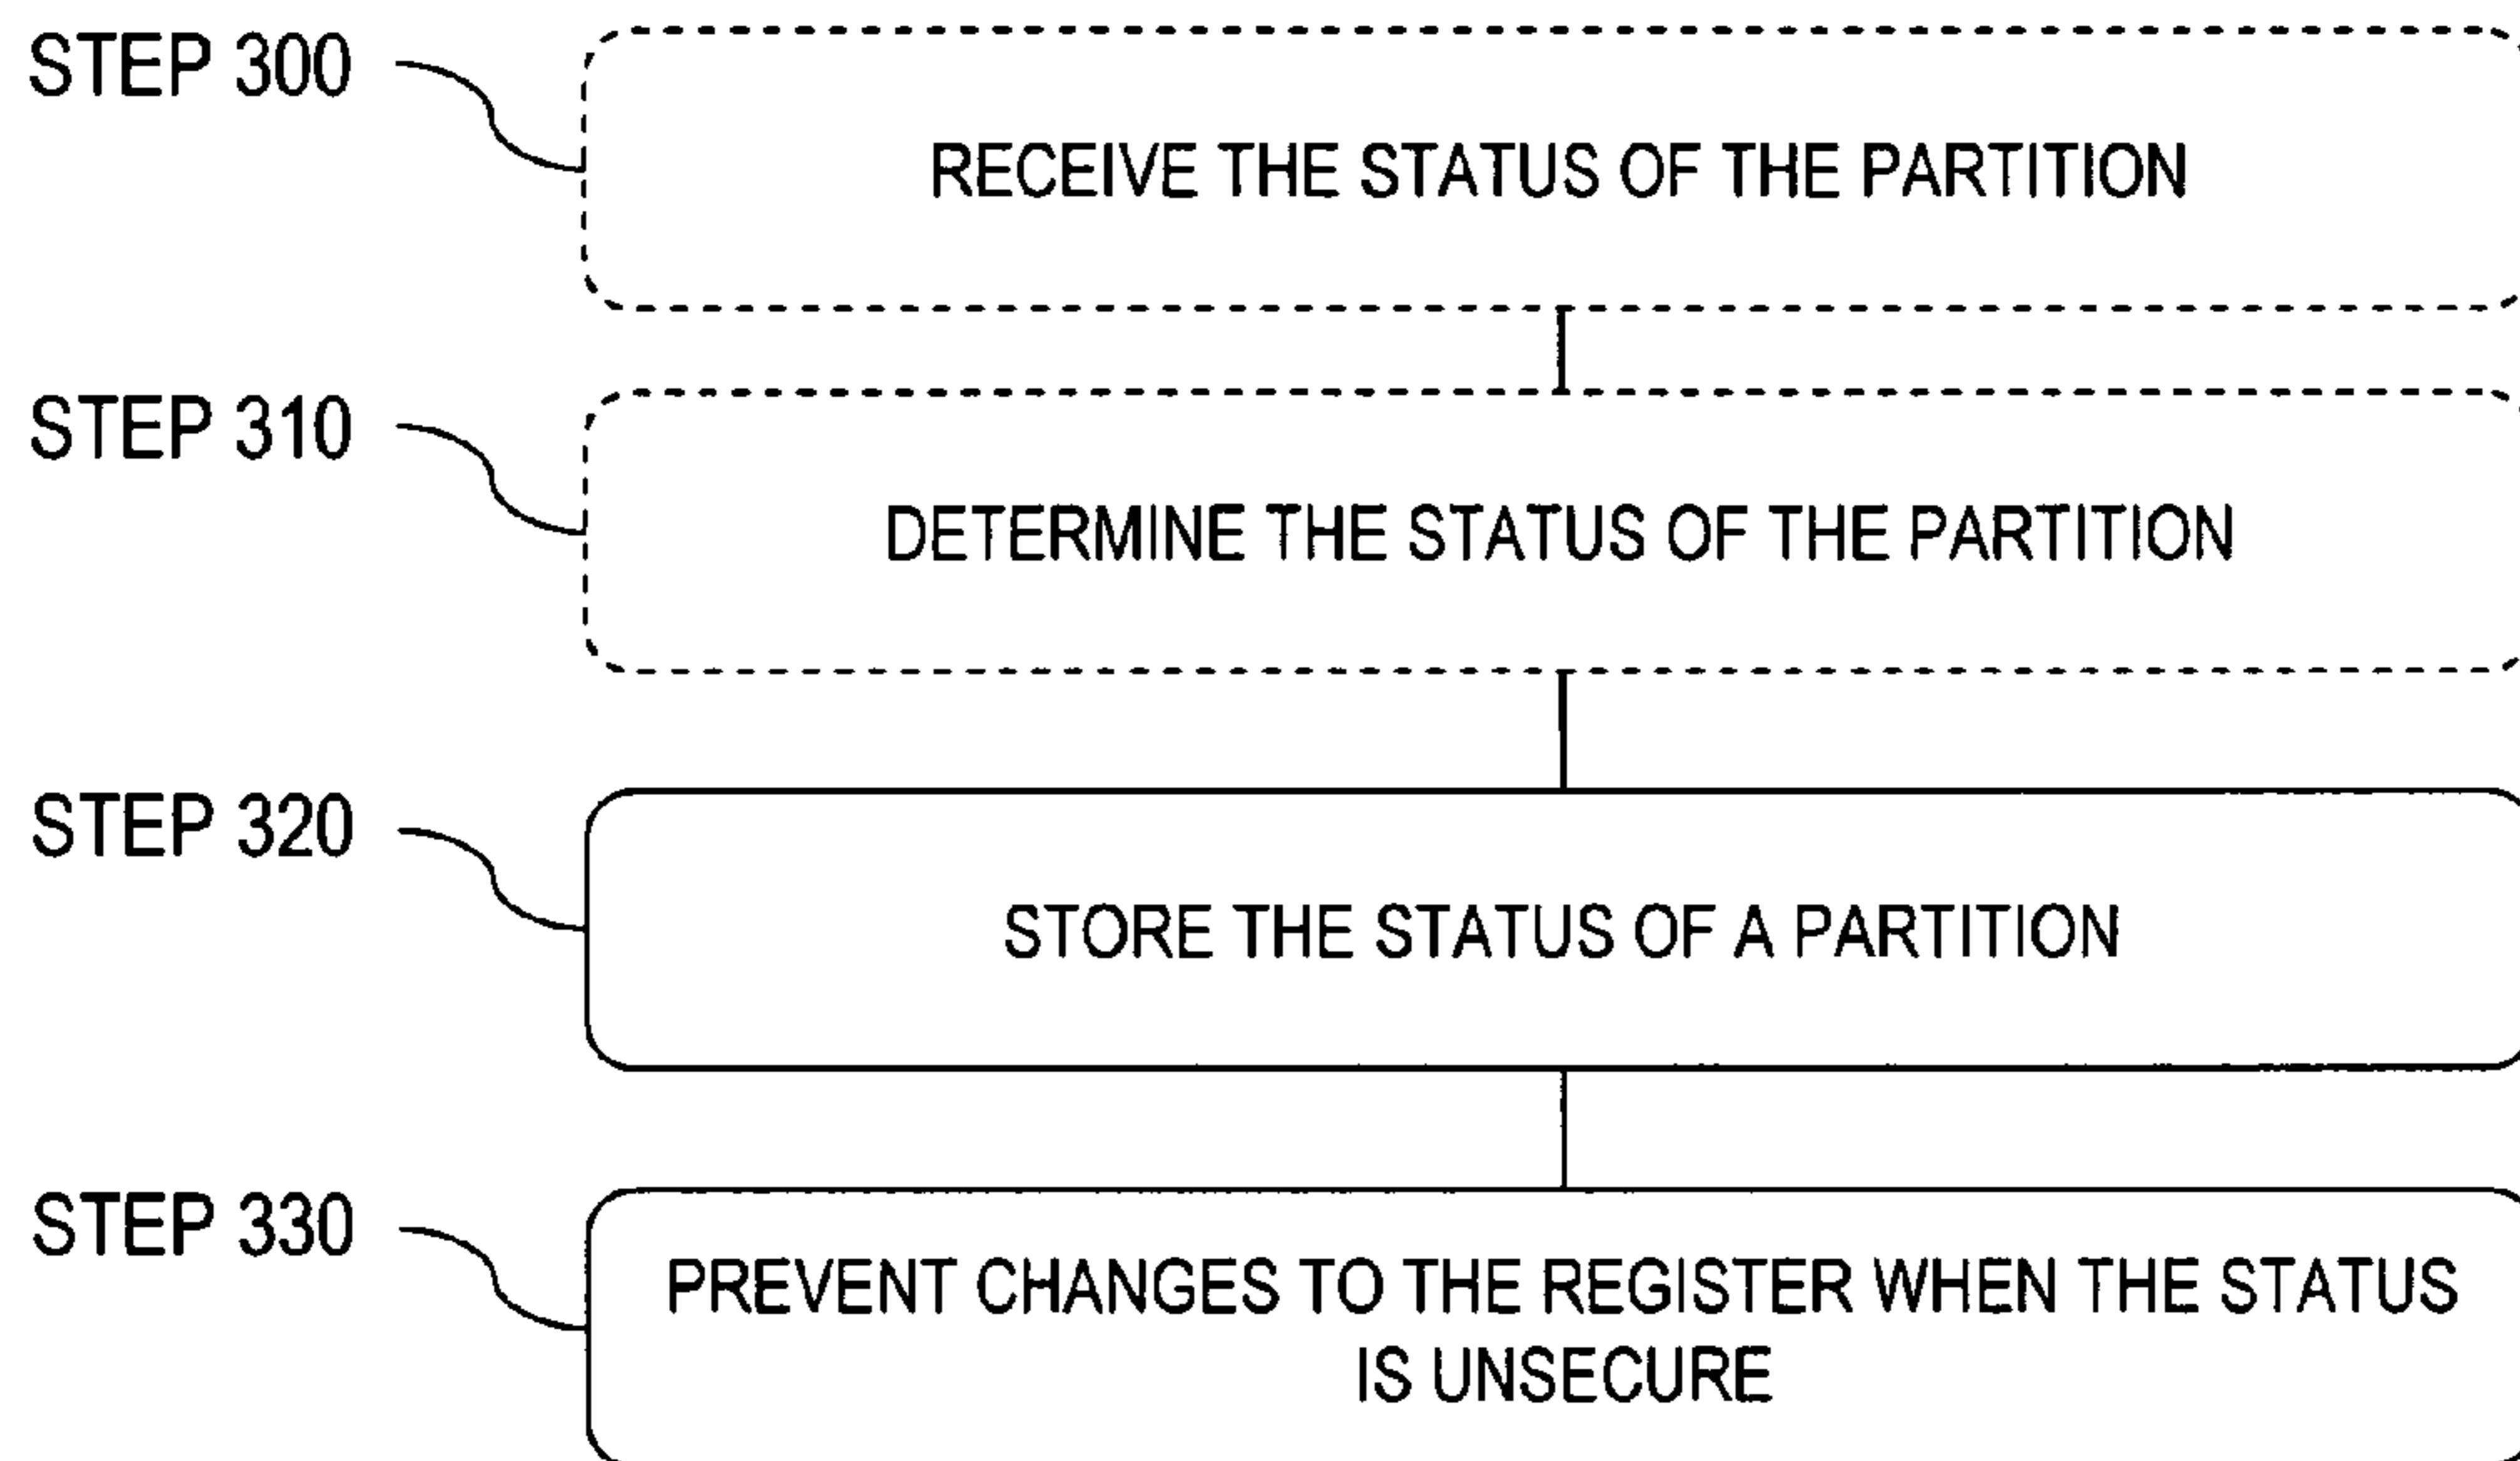 STEP 300
RECEIVE THE STATUS OF THE PARTITION
STEP 310
DETERMINE THE STATUS OF THE PARTITION
STEP 320
STORE THE STATUS OF A PARTITION
STEP 330
PREVENT CHANGES TO THE REGISTER WHEN THE STATUS
IS UNSECURE